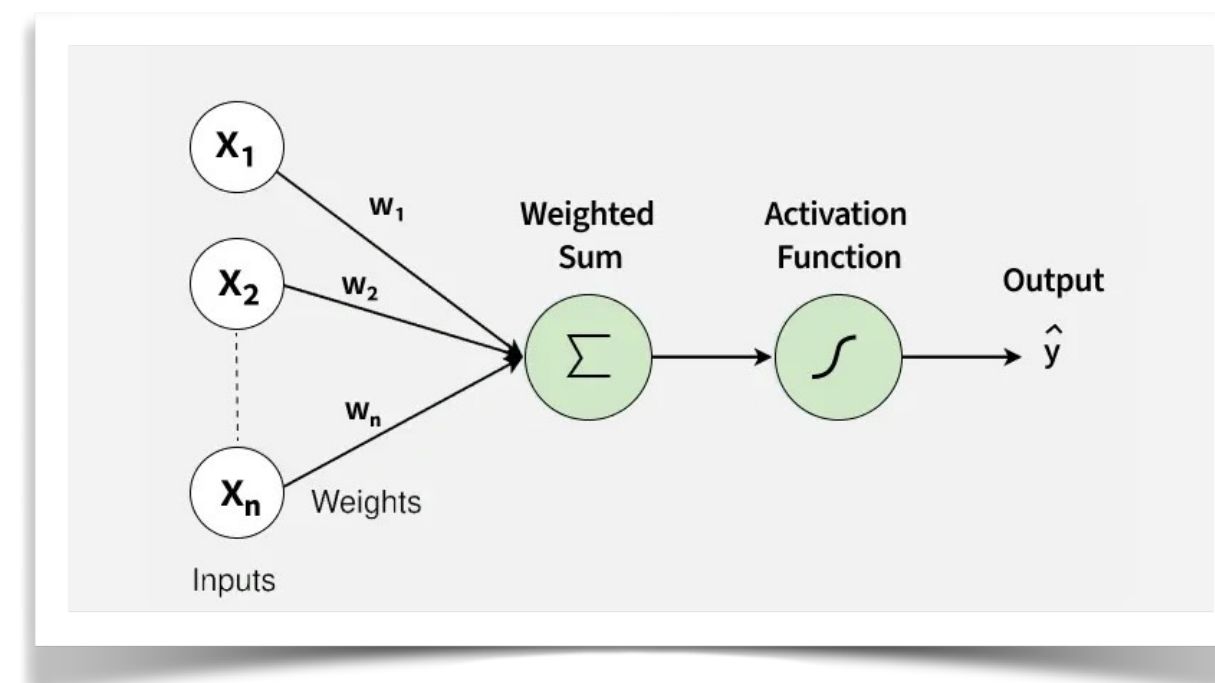 X₁
w₁
Weighted
Sum
Activation
Function
X₂
w₂
Output
Σ
ŷ
wₙ
Xₙ
Weights
Inputs